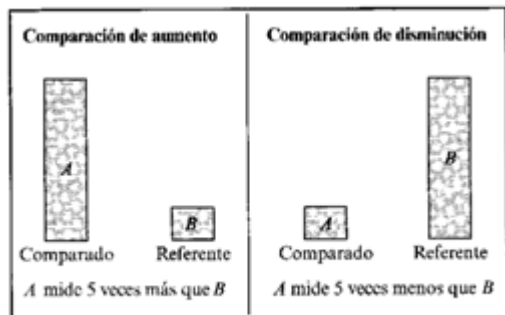 Comparación de aumento
A
B
Comparado Referente
A mide 5 veces más que B
Comparación de disminución
B
A
Comparado Referente
A mide 5 veces menos que B